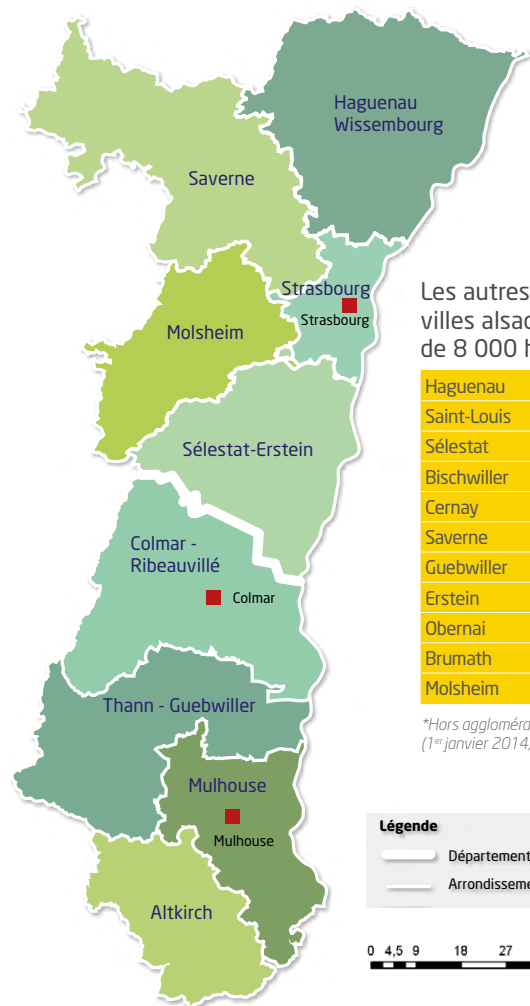 Haguenau
Wissembourg
Saverne
Strasbourg
Strasbourg
Molsheim
Sélestat-Erstein
Colmar -
Ribeauvillé
Colmar
Thann - Guebwiller
Mulhouse
Mulhouse
Altkirch
Les autres
villes alsac
de 8 000 h
Haguenau
Saint-Louis
Sélestat
Bischwiller
Cernay
Saverne
Guebwiller
Erstein
Obernai
Brumath
Molsheim
*Hors aggloméra
(1er janvier 2014,
Légende
Département
Arrondisseme
0 4,5 9 18 27